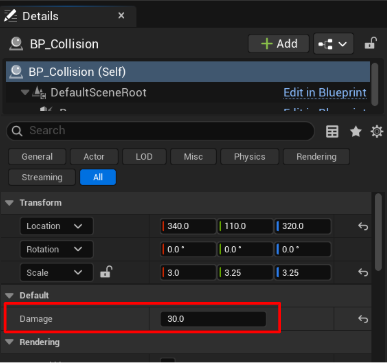 Details
BP_Collision
Add
BP_Collision (Self)
DefaultSceneRoot Edit in Blueprint
Search
General Actor LOD Misc Physics Rendering
Streaming All
Transform
Location 340.0 110.0 320.0
Rotation 0.0 ° 0.0 ° 0.0 °
Scale 3.0 3.25 3.25
Default
Damage 30.0
Rendering